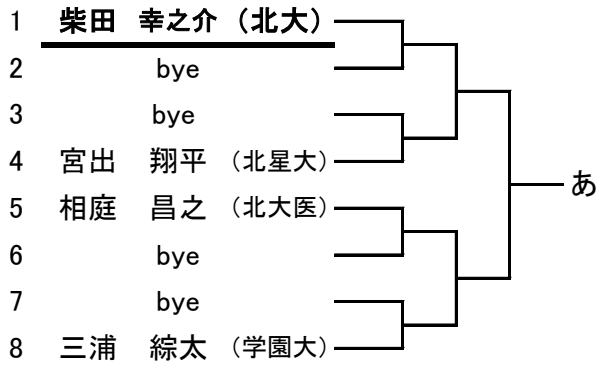 1 柴田 幸之介 (北大)
2 bye
3 bye
4 宮出 翔平 (北星大)
5 相庭 昌之 (北大医)
6 bye
7 bye
8 三浦 綜太 (学園大)
あ